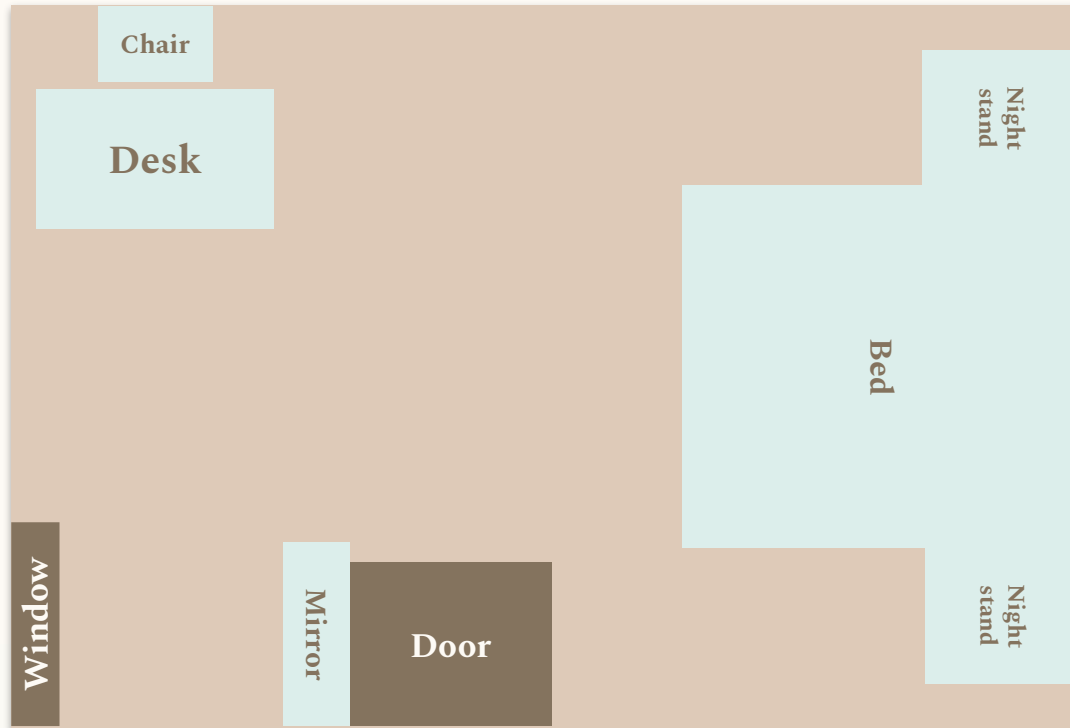 Chair
Desk
Night
stand
Bed
Night
stand
Window
Mirror
Door